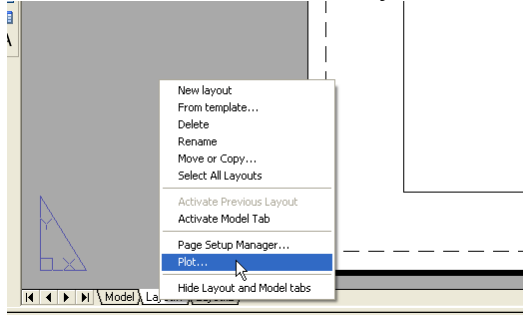 New layout
From template...
Delete
Rename
Move or Copy...
Select All Layouts
Activate Previous Layout
Activate Model Tab
Page Setup Manager...
Plot...
Hide Layout and Model tabs
Y
X
Model